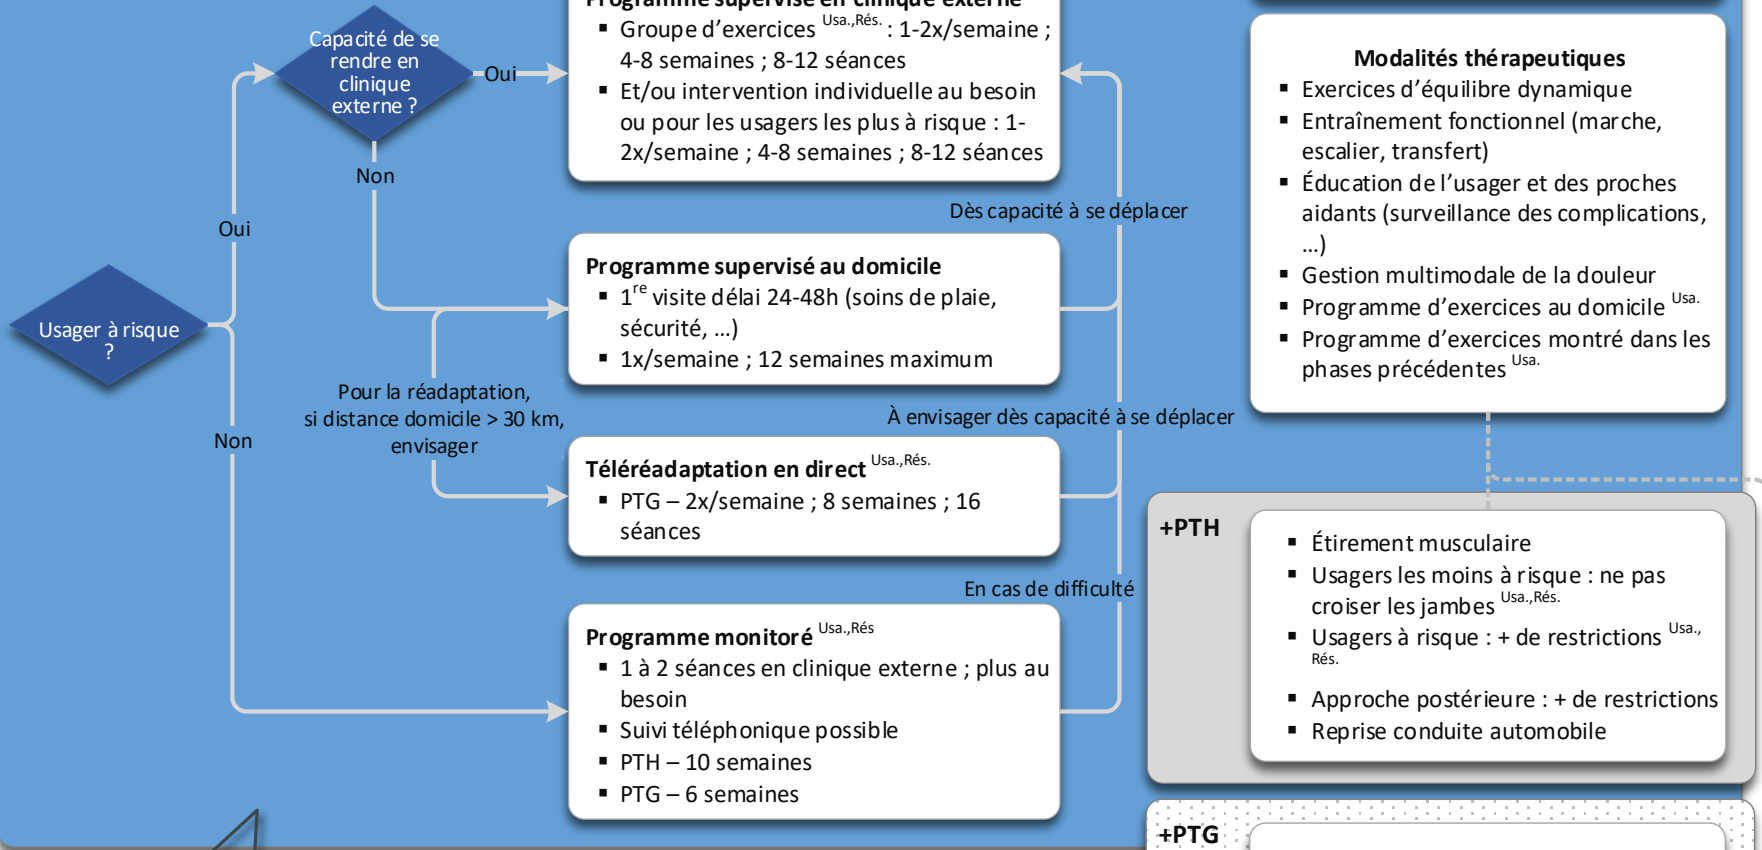 Programme supervisé en clinique externe
▪ Groupe d’exercices Usa.,Rés. : 1-2x/semaine ;
4-8 semaines ; 8-12 séances
▪ Et/ou intervention individuelle au besoin
ou pour les usagers les plus à risque : 1-
2x/semaine ; 4-8 semaines ; 8-12 séances
Capacité de se
rendre en
clinique
externe ?
Oui
Non
Oui
Dès capacité à se déplacer
Usager à risque
?
Programme supervisé au domicile
▪ 1re visite délai 24-48h (soins de plaie,
sécurité, …)
▪ 1x/semaine ; 12 semaines maximum
Pour la réadaptation,
si distance domicile > 30 km,
envisager
Non
À envisager dès capacité à se déplacer
Téléréadaptation en direct Usa.,Rés.
▪ PTG – 2x/semaine ; 8 semaines ; 16
séances
En cas de difficulté
Programme monitoré Usa.,Rés
▪ 1 à 2 séances en clinique externe ; plus au
besoin
▪ Suivi téléphonique possible
▪ PTH – 10 semaines
▪ PTG – 6 semaines
Modalités thérapeutiques
▪ Exercices d’équilibre dynamique
▪ Entraînement fonctionnel (marche,
escalier, transfert)
▪ Éducation de l’usager et des proches
aidants (surveillance des complications,
…)
▪ Gestion multimodale de la douleur
▪ Programme d’exercices au domicile Usa.
▪ Programme d’exercices montré dans les
phases précédentes Usa.
+PTH
▪ Étirement musculaire
▪ Usagers les moins à risque : ne pas
croiser les jambes Usa.,Rés.
▪ Usagers à risque : + de restrictions Usa.,
Rés.
▪ Approche postérieure : + de restrictions
▪ Reprise conduite automobile
+PTG